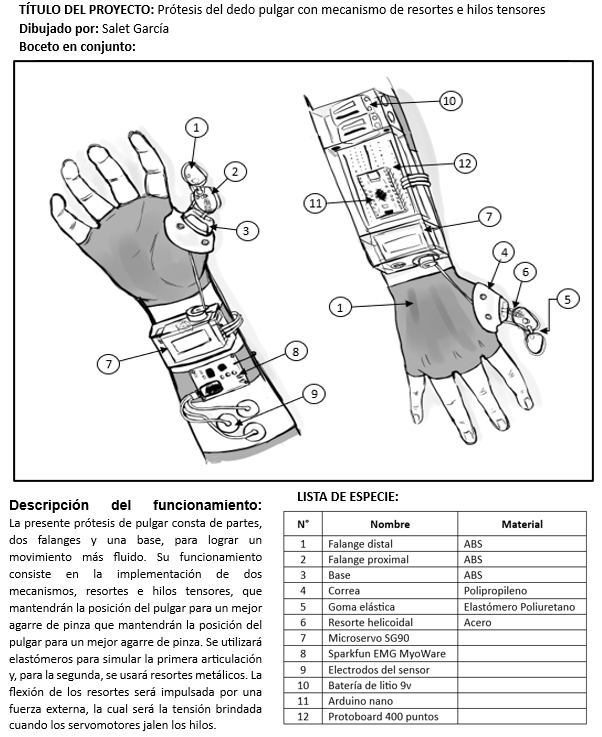 TÍTULO DEL PROYECTO: Prótesis del dedo pulgar con mecanismo de resortes e hilos tensores
Dibujado por: Salet García
Boceto en conjunto:
1
2
3
7
8
9
10
12
11
7
4
6
5
1
Descripción del funcionamiento:
La presente prótesis de pulgar consta de partes,
dos falanges y una base, para lograr un
movimiento más fluido. Su funcionamiento
consiste en la implementación de dos
mecanismos, resortes e hilos tensores, que
mantendrán la posición del pulgar para un mejor
agarre de pinza que mantendrán la posición del
pulgar para un mejor agarre de pinza. Se utilizará
elastómeros para simular la primera articulación
y, para la segunda, se usará resortes metálicos. La
flexión de los resortes será impulsada por una
fuerza externa, la cual será la tensión brindada
cuando los servomotores jalen los hilos.
LISTA DE ESPECIE:
N° Nombre Material
1 Falange distal ABS
2 Falange proximal ABS
3 Base ABS
4 Correa Polipropileno
5 Goma elástica Elastómero Poliuretano
6 Resorte helicoidal Acero
7 Microservo SG90
8 Sparkfun EMG MyoWare
9 Electrodos del sensor
10 Batería de litio 9v
11 Arduino nano
12 Protoboard 400 puntos